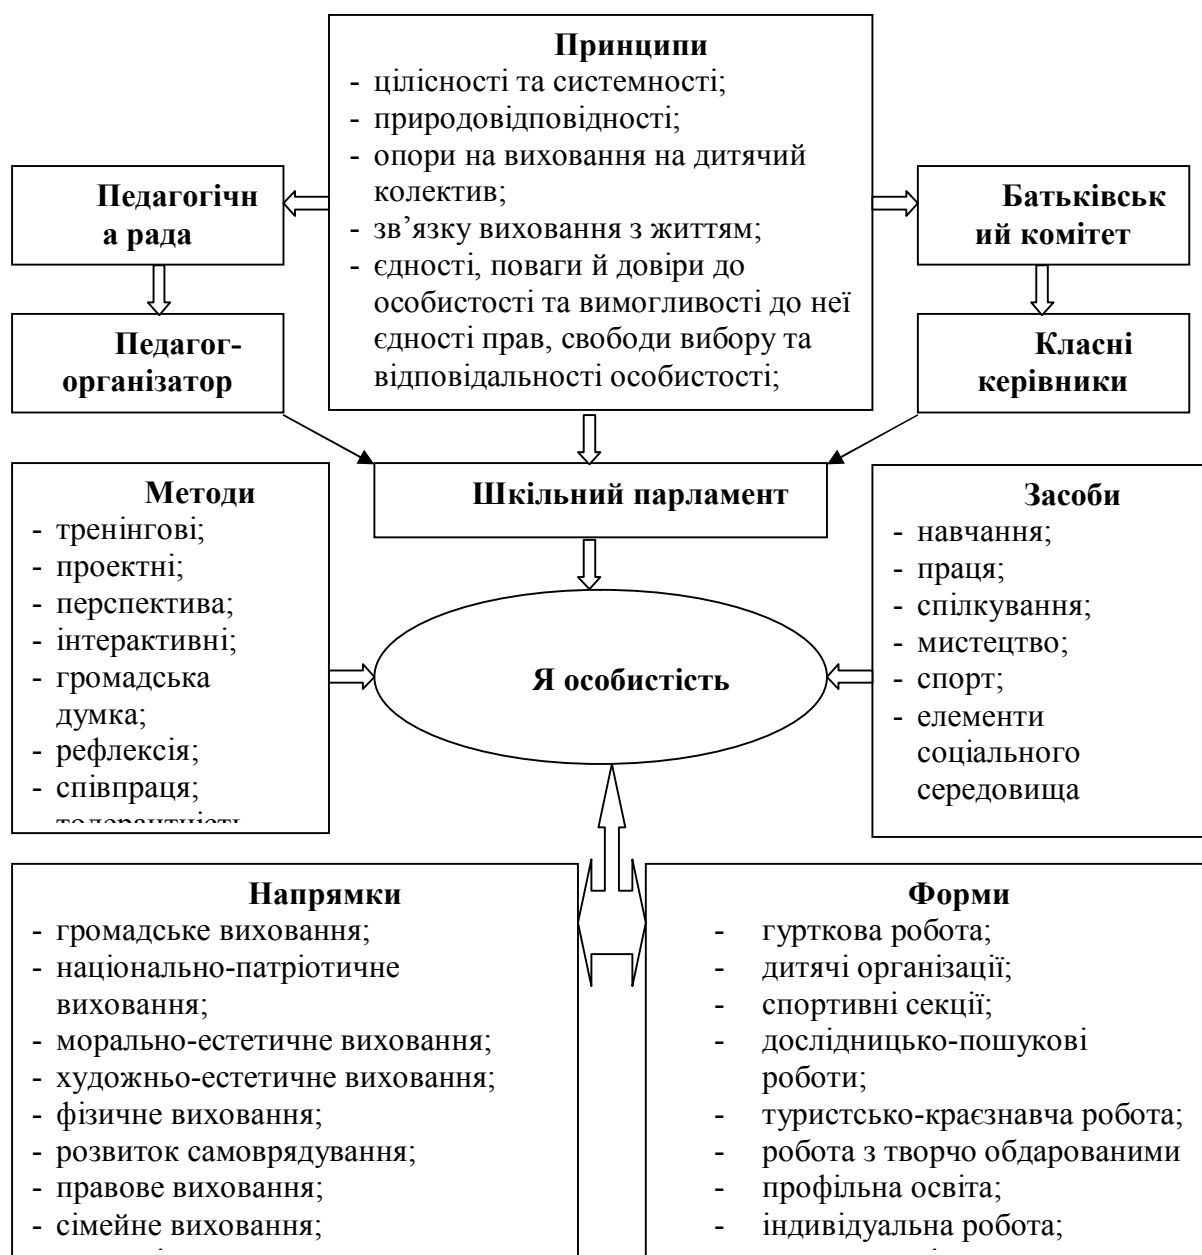 Принципи
- цілісності та системності;
- природовідповідності;
- опори на виховання на дитячий
колектив;
- зв’язку виховання з життям;
- єдності, поваги й довіри до
особистості та вимогливості до неї
єдності прав, свободи вибору та
відповідальності особистості;
Педагогічн
а рада
Батьківськ
ий комітет
Педагог-
організатор
Класні
керівники
Шкільний парламент
Методи
- тренінгові;
- проектні;
- перспектива;
- інтерактивні;
- громадська
думка;
- рефлексія;
- співпраця;
толерантність
Я особистість
Засоби
- навчання;
- праця;
- спілкування;
- мистецтво;
- спорт;
- елементи
соціального
середовища
Напрямки
- громадське виховання;
- національно-патріотичне
виховання;
- морально-естетичне виховання;
- художньо-естетичне виховання;
- фізичне виховання;
- розвиток самоврядування;
- правове виховання;
- сімейне виховання;
Форми
- гурткова робота;
- дитячі організації;
- спортивні секції;
- дослідницько-пошукові
роботи;
- туристсько-краєзнавча робота;
- робота з творчо обдарованими
- профільна освіта;
- індивідуальна робота;